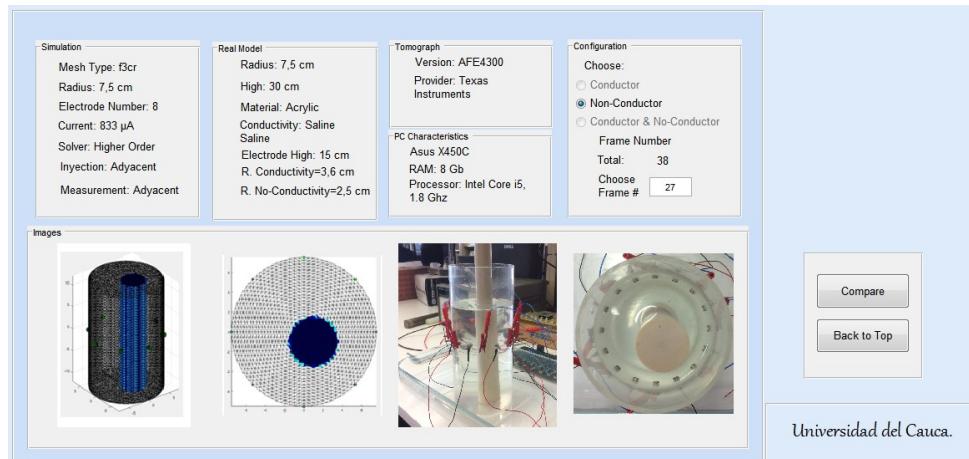 Simulation
Mesh Type: f3cr
Radius: 7,5 cm
Electrode Number: 8
Current: 833 µA
Solver: Higher Order
Inyection: Adyacent
Measurement: Adyacent
Real Model
Radius: 7,5 cm
High: 30 cm
Material: Acrylic
Conductivity: Saline
Saline
Electrode High: 15 cm
R. Conductivity=3,6 cm
R. No-Conductivity=2,5 cm
Tomograph
Version: AFE4300
Provider: Texas
Instruments
PC Characteristics
Asus X450C
RAM: 8 Gb
Processor: Intel Core i5,
1.8 Ghz
Configuration
Choose:
Conductor
Non-Conductor
Conductor & No-Conductor
Frame Number
Total: 38
Choose
Frame # 27
Images
Compare
Back to Top
Universidad del Cauca.